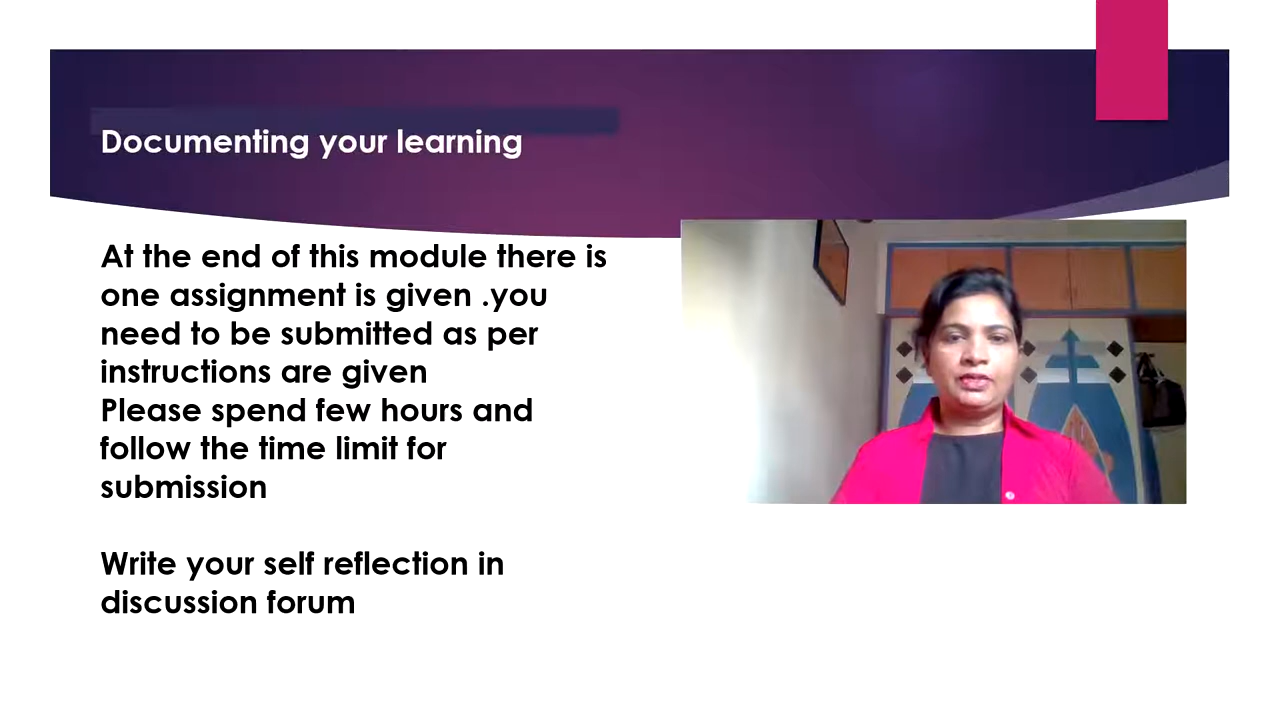 Documenting your learning
At the end of this module there is
one assignment is given .you
need to be submitted as per
instructions are given
Please spend few hours and
follow the time limit for
submission
Write your self reflection in
discussion forum